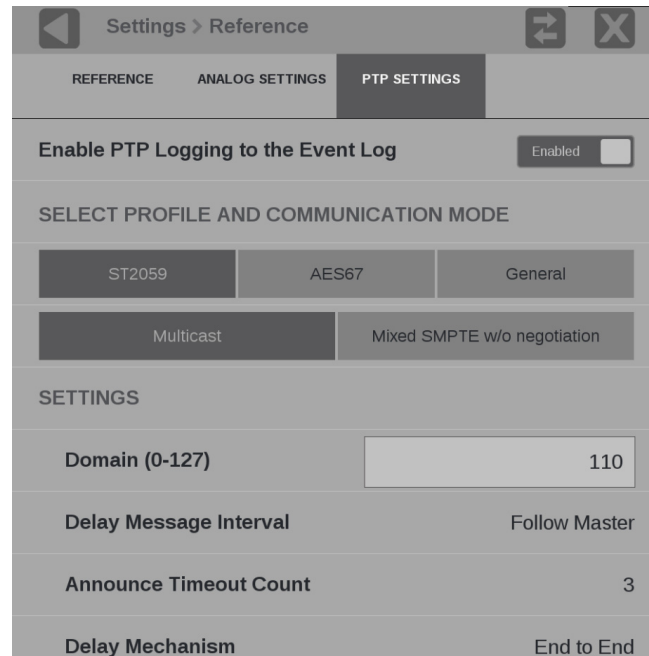 Settings > Reference
REFERENCE ANALOG SETTINGS PTP SETTINGS
Enable PTP Logging to the Event Log Enabled
SELECT PROFILE AND COMMUNICATION MODE
ST2059 AES67 General
Multicast Mixed SMPTE w/o negotiation
SETTINGS
Domain (0-127) 110
Delay Message Interval Follow Master
Announce Timeout Count 3
Delay Mechanism End to End